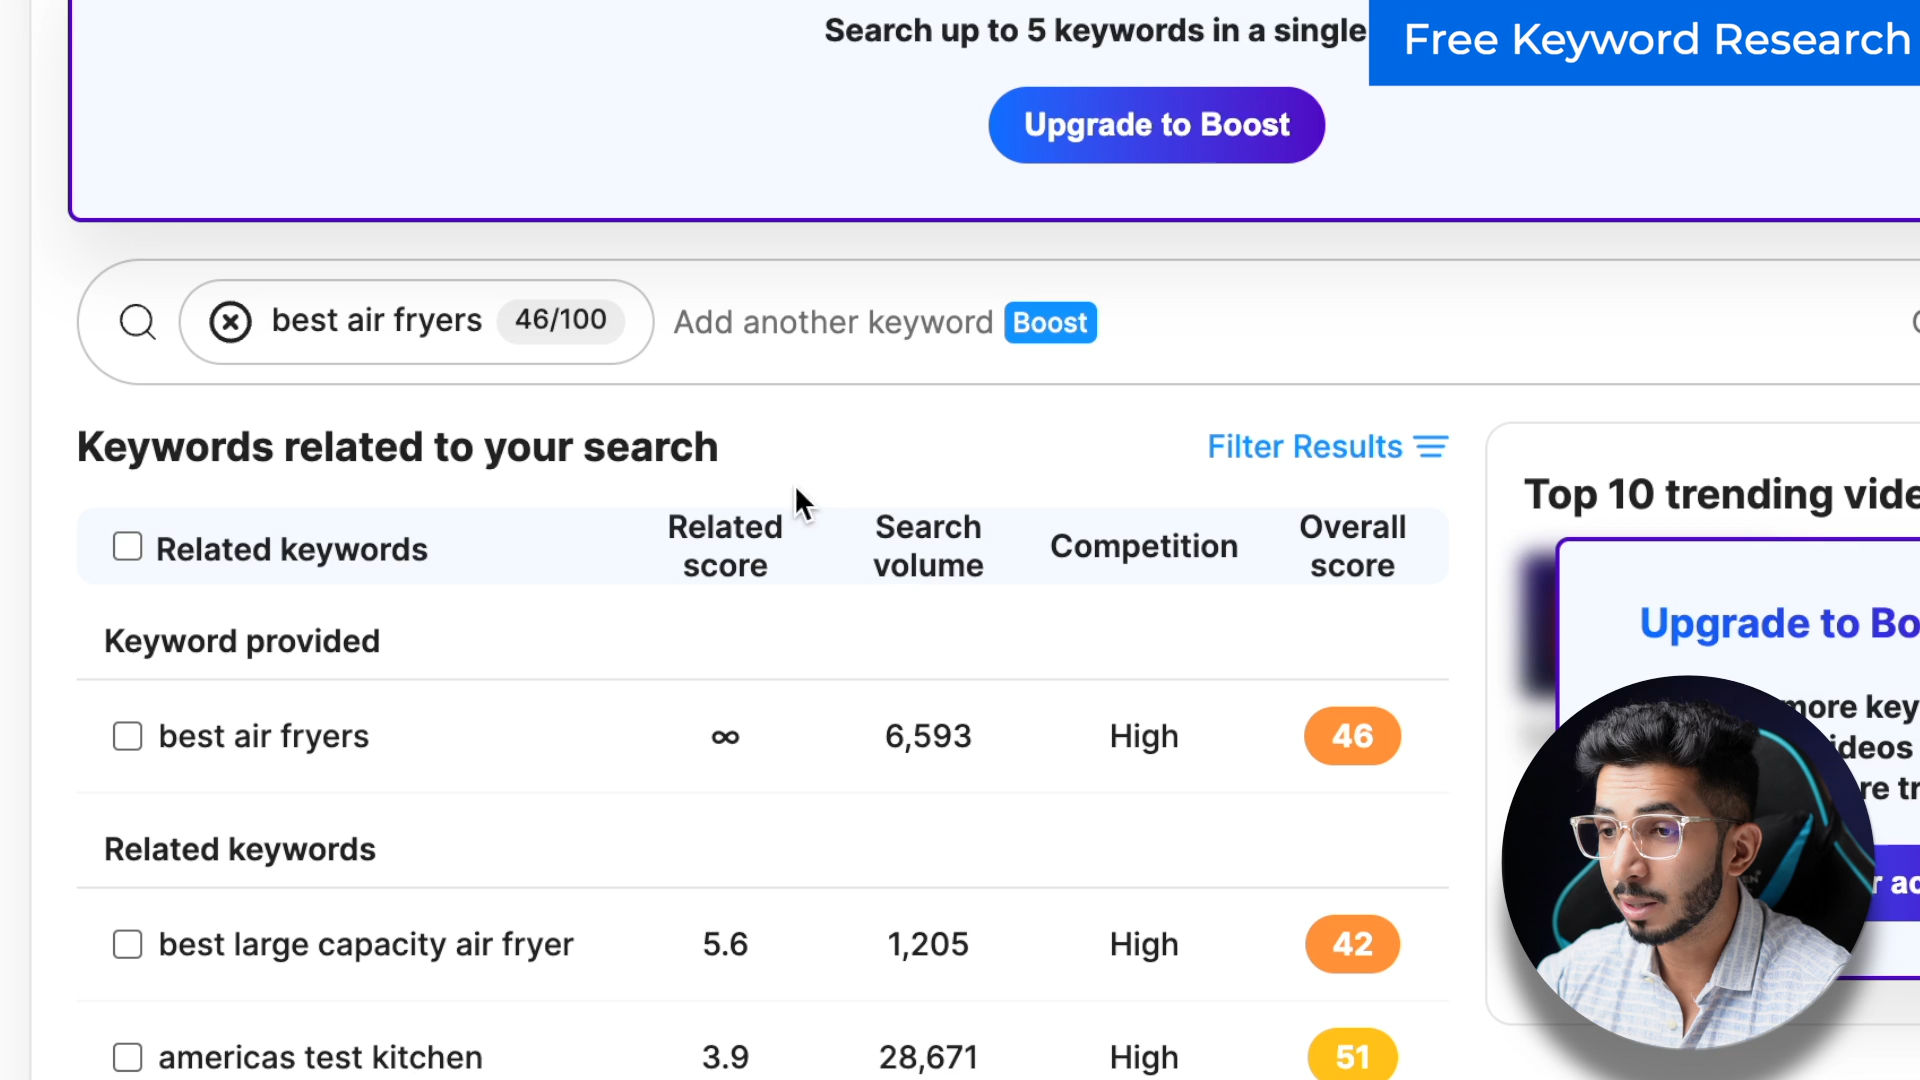 Search up to 5 keywords in a single
Free Keyword Research
Upgrade to Boost
best air fryers 46/100 Add another keyword Boost
Keywords related to your search
Filter Results
Related keywords
Related score
Search volume
Competition
Overall score
Keyword provided
best air fryers ∞ 6,593 High 46
Related keywords
best large capacity air fryer 5.6 1,205 High 42
americas test kitchen 3.9 28,671 High 51
Top 10 trending
Upgrade to
more